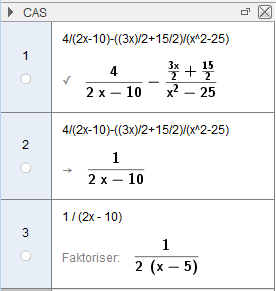 CAS
1
4/(2x-10)-((3x)/2+15/2)/(x^2-25)
✓ 4/(2 x − 10) − (3x/2 + 15/2)/(x² − 25)
2
4/(2x-10)-((3x)/2+15/2)/(x^2-25)
→ 1/(2 x − 10)
3
1 / (2x - 10)
Faktoriser: 1/(2 (x − 5))